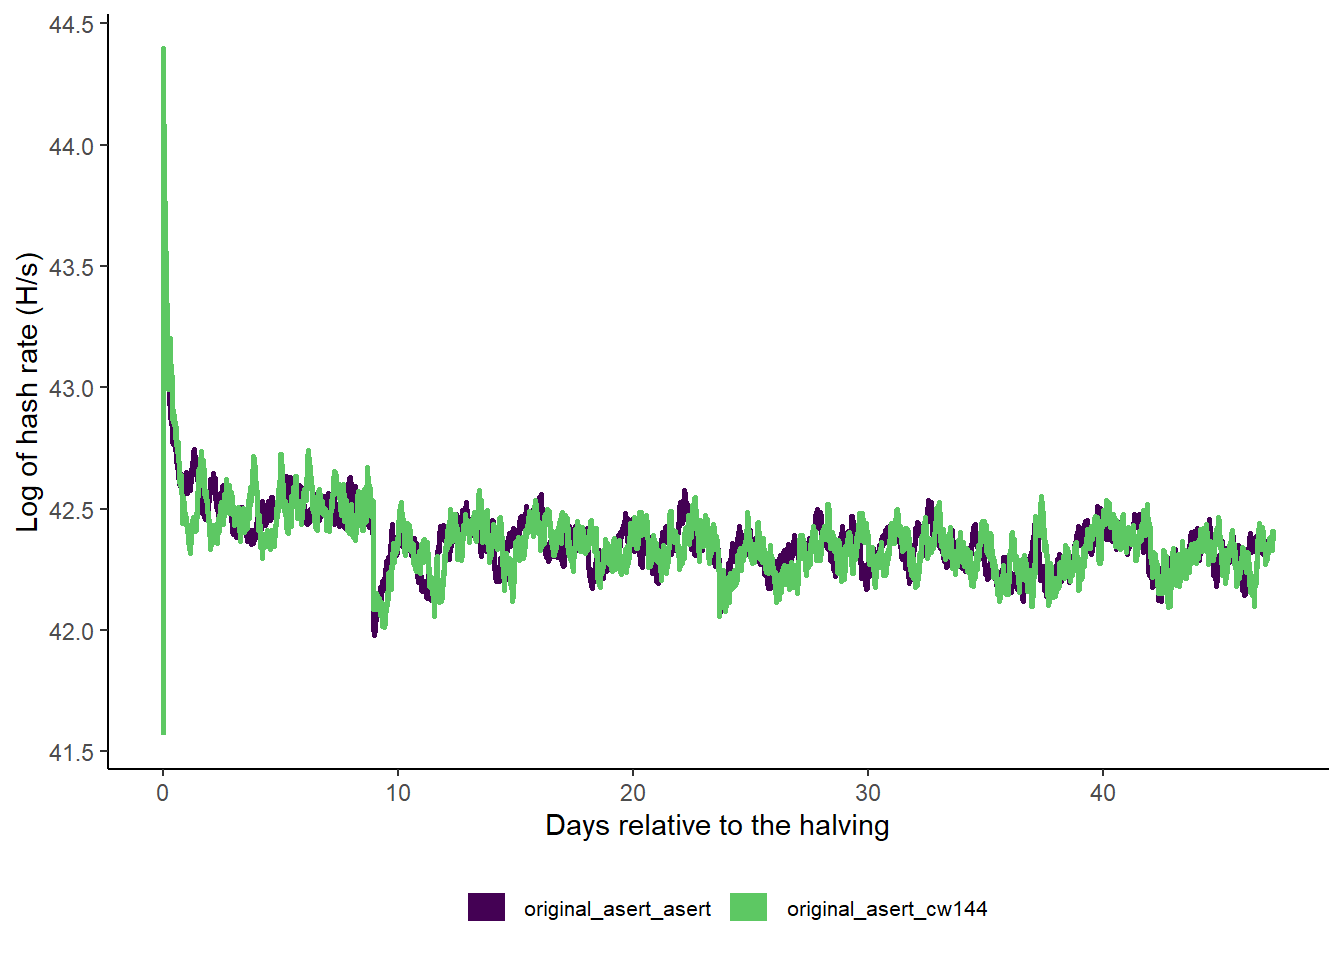 Log of hash rate (H/s)
44.5
44.0
43.5
43.0
42.5
42.0
41.5
0 10 20 30 40
Days relative to the halving
original_asert_asert original_asert_cw144